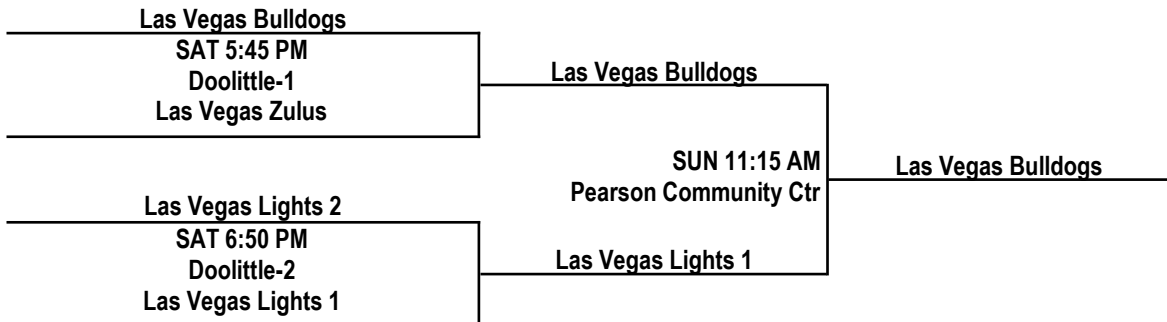 Las Vegas Bulldogs
SAT 5:45 PM
Doolittle-1
Las Vegas Zulus
Las Vegas Bulldogs
SUN 11:15 AM
Pearson Community Ctr
Las Vegas Bulldogs
Las Vegas Lights 2
SAT 6:50 PM
Doolittle-2
Las Vegas Lights 1
Las Vegas Lights 1